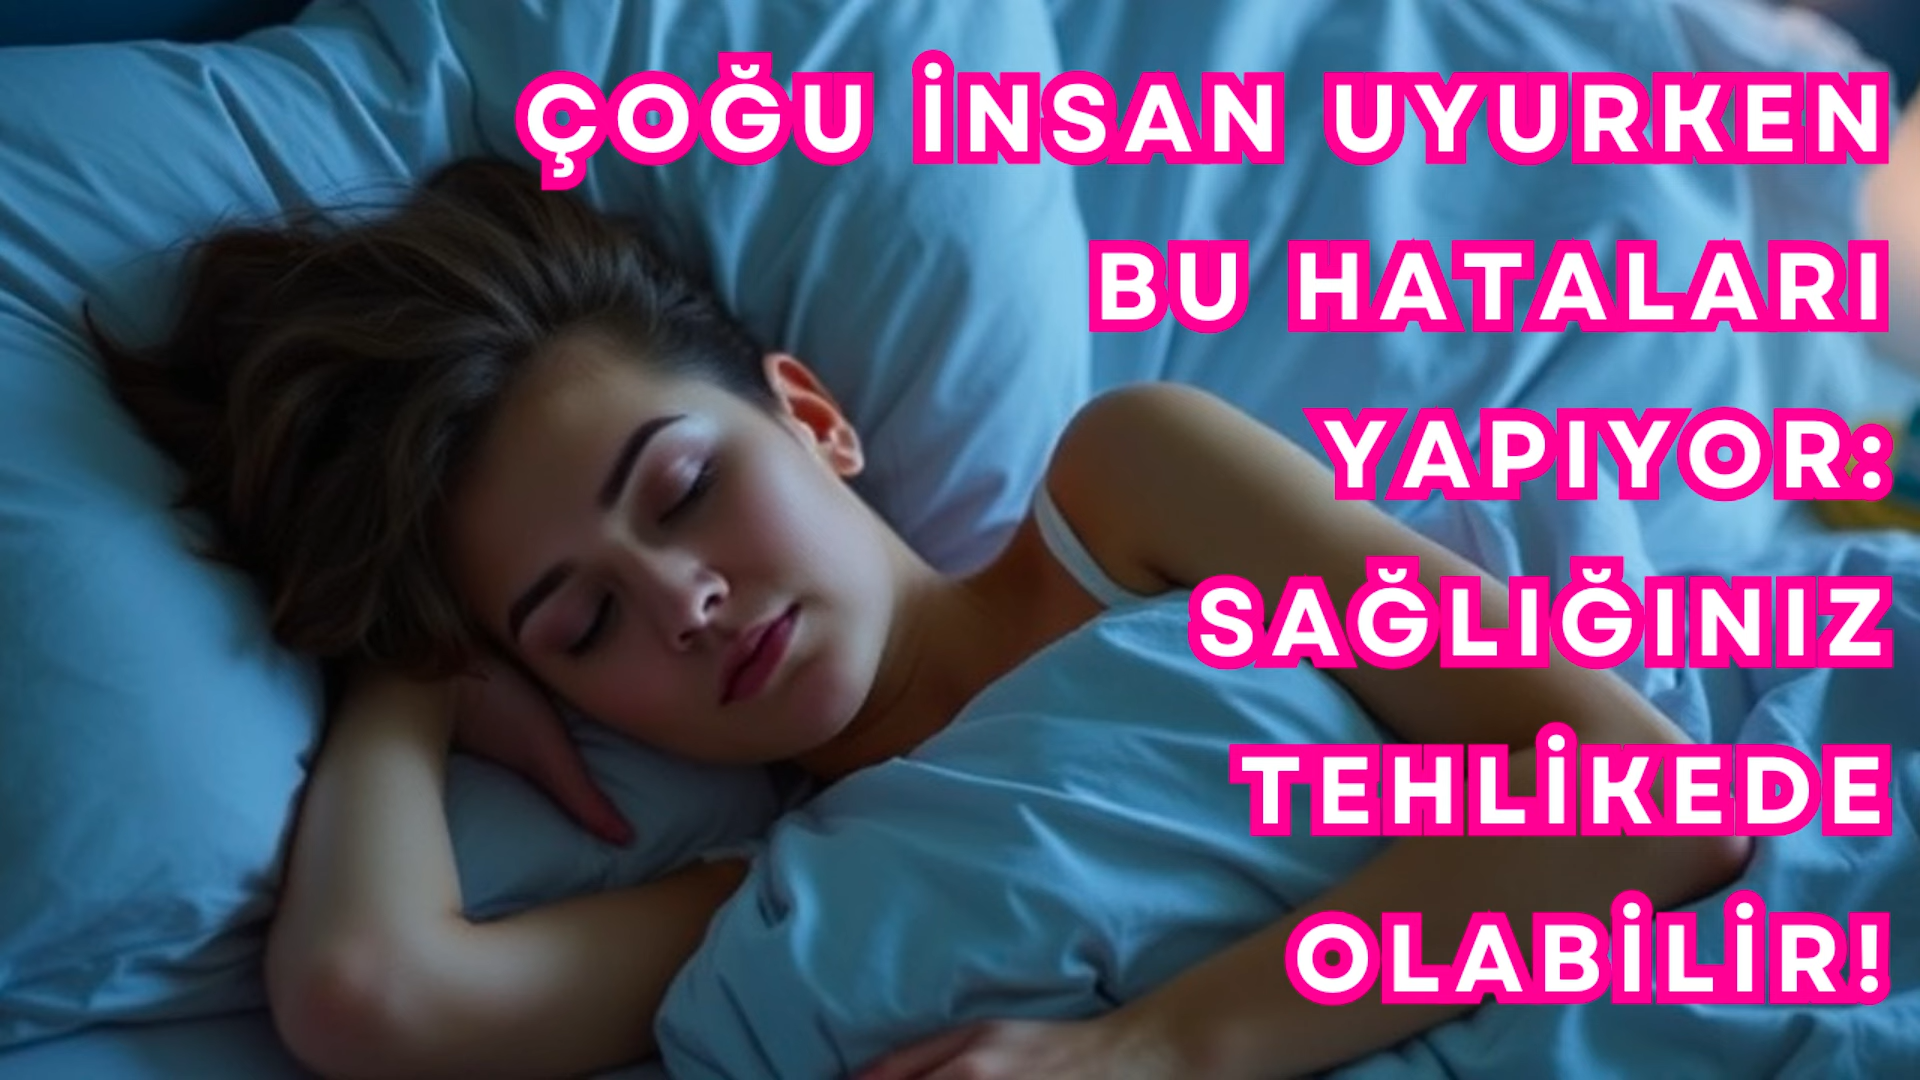 ÇOĞU İNSAN UYURKEN
BU HATALARI
YAPIYOR:
SAĞLIĞINIZ
TEHLİKEDE
OLABİLİR!